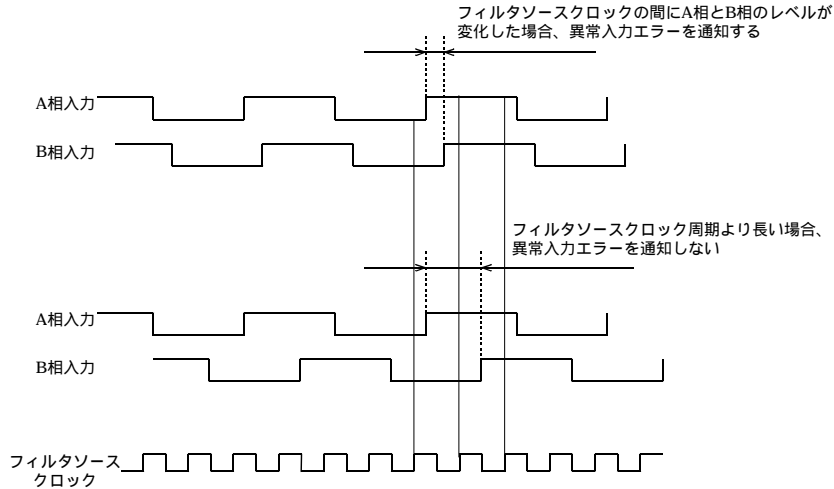 フィルタソースクロックの間にA相とB相のレベルが
変化した場合、異常入力エラーを通知する
A相入力
B相入力
フィルタソースクロック周期より長い場合、
異常入力エラーを通知しない
A相入力
B相入力
フィルタソース
クロック